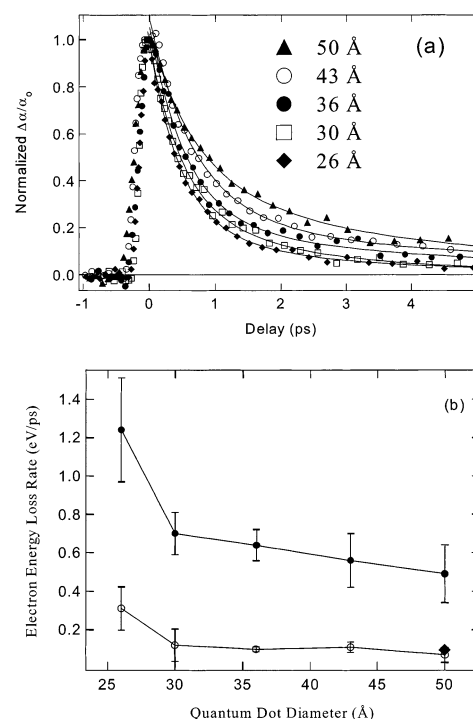 (a)
50 Å
43 Å
36 Å
30 Å
26 Å
Normalized Δα/α₀
1.0
0.8
0.6
0.4
0.2
0.0
-1 0 1 2 3 4
Delay (ps)
(b)
Electron Energy Loss Rate (eV/ps)
1.4
1.2
1.0
0.8
0.6
0.4
0.2
25 30 35 40 45 50
Quantum Dot Diameter (Å)